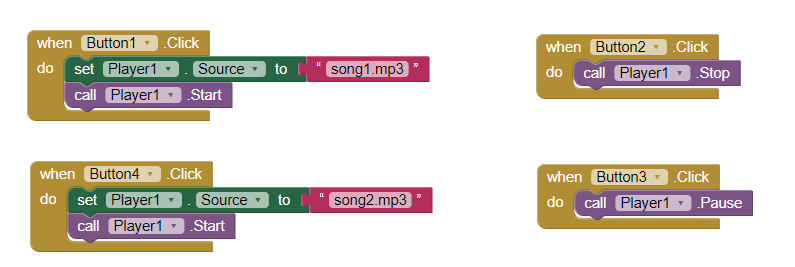 when Button1 .Click
do set Player1 . Source to “ song1.mp3 ”
call Player1 .Start
when Button2 .Click
do call Player1 .Stop
when Button4 .Click
do set Player1 . Source to “ song2.mp3 ”
call Player1 .Start
when Button3 .Click
do call Player1 .Pause